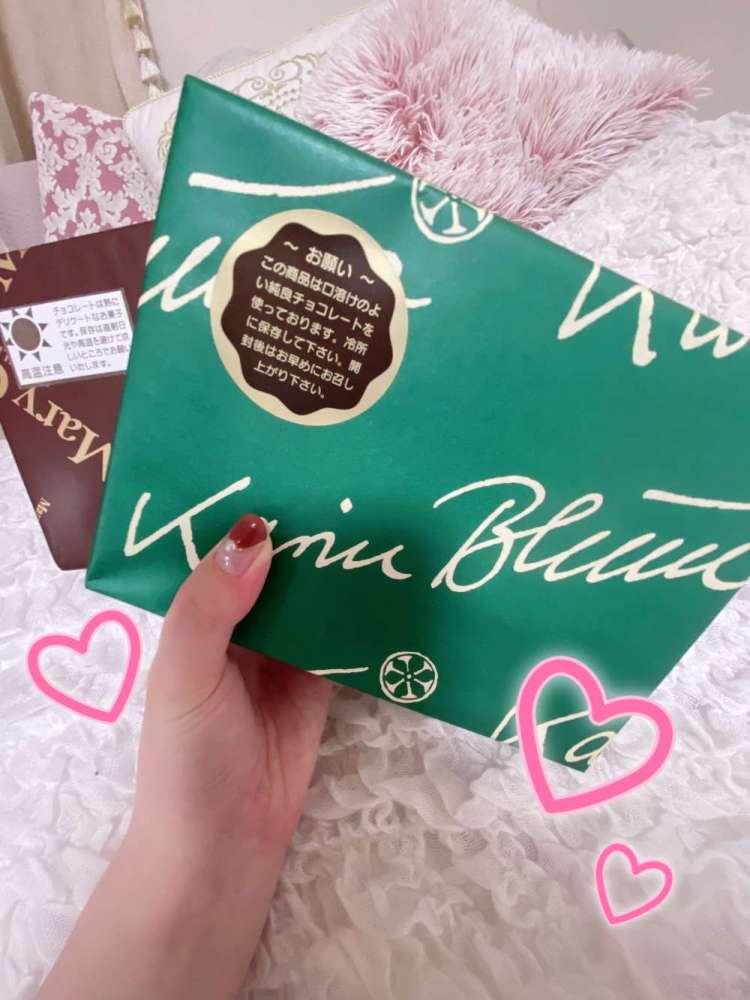 ～ お願い ～
この商品は口溶けのよ
い純良チョコレートを
使っております。冷所
に保存して下さい。開
封後はお早めにお召し
上がり下さい。
チョコレートは熱に
デリケートなお菓子
です。保存は直射日
光や高温を避けて涼
しいところでお願い
いたします。
高温注意
Mary
Blum
Ka